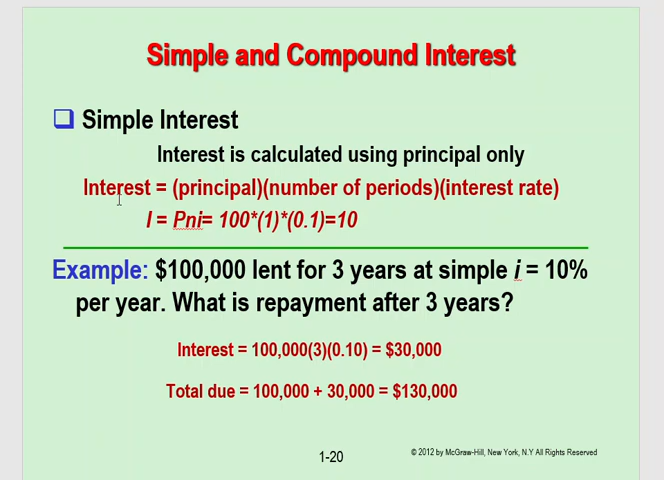 Simple and Compound Interest
Simple Interest
Interest is calculated using principal only
Interest = (principal)(number of periods)(interest rate)
I = Pni= 100*(1)*(0.1)=10
Example: $100,000 lent for 3 years at simple i = 10%
per year. What is repayment after 3 years?
Interest = 100,000(3)(0.10) = $30,000
Total due = 100,000 + 30,000 = $130,000
1-20
© 2012 by McGraw-Hill, New York, N.Y All Rights Reserved